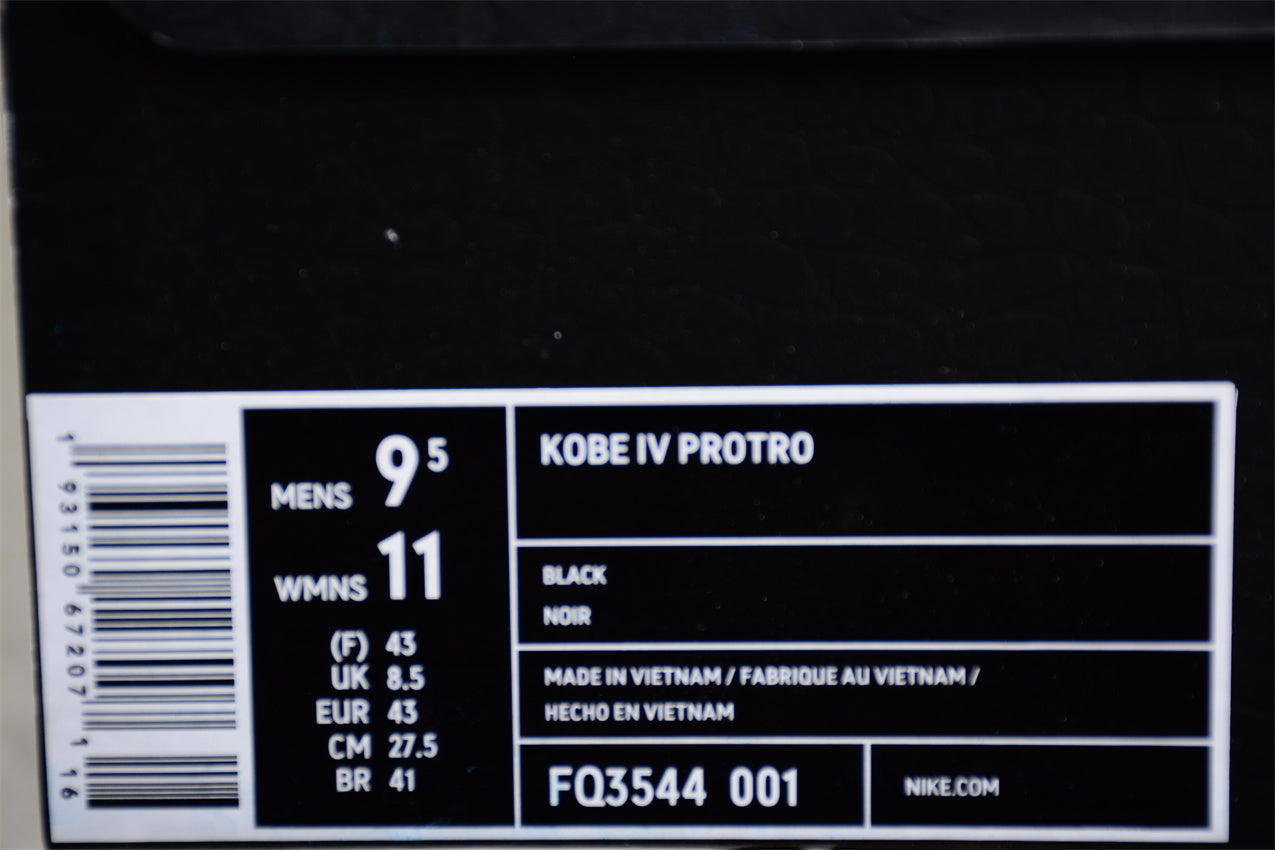 1 93150 67207 1 16
MENS 9 5
WMNS 11
(F) 43
UK 8.5
EUR 43
CM 27.5
BR 41
KOBE IV PROTRO
BLACK
NOIR
MADE IN VIETNAM / FABRIQUE AU VIETNAM /
HECHO EN VIETNAM
FQ3544 001
NIKE.COM